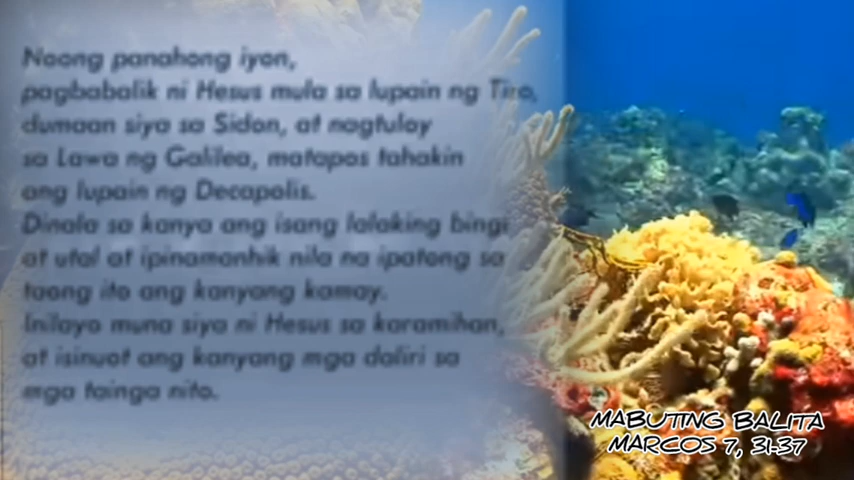 Noong panahong iyon,
pagbabalik ni Hesus mula sa lupain ng Tiro,
dumaan siya sa Sidon, at nagtuloy
sa Lawa ng Galilea, matapos tahakin
ang lupain ng Decapolis.
Dinala sa kanya ang isang lalaking bingi
at utal at ipinamanhik nila na ipatong sa
taong ito ang kanyang kamay.
Inilayo muna siya ni Hesus sa karamihan,
at isinuot ang kanyang mga daliri sa
mga tainga nito.
MABUTING BALITA
MARCOS 7, 31-37